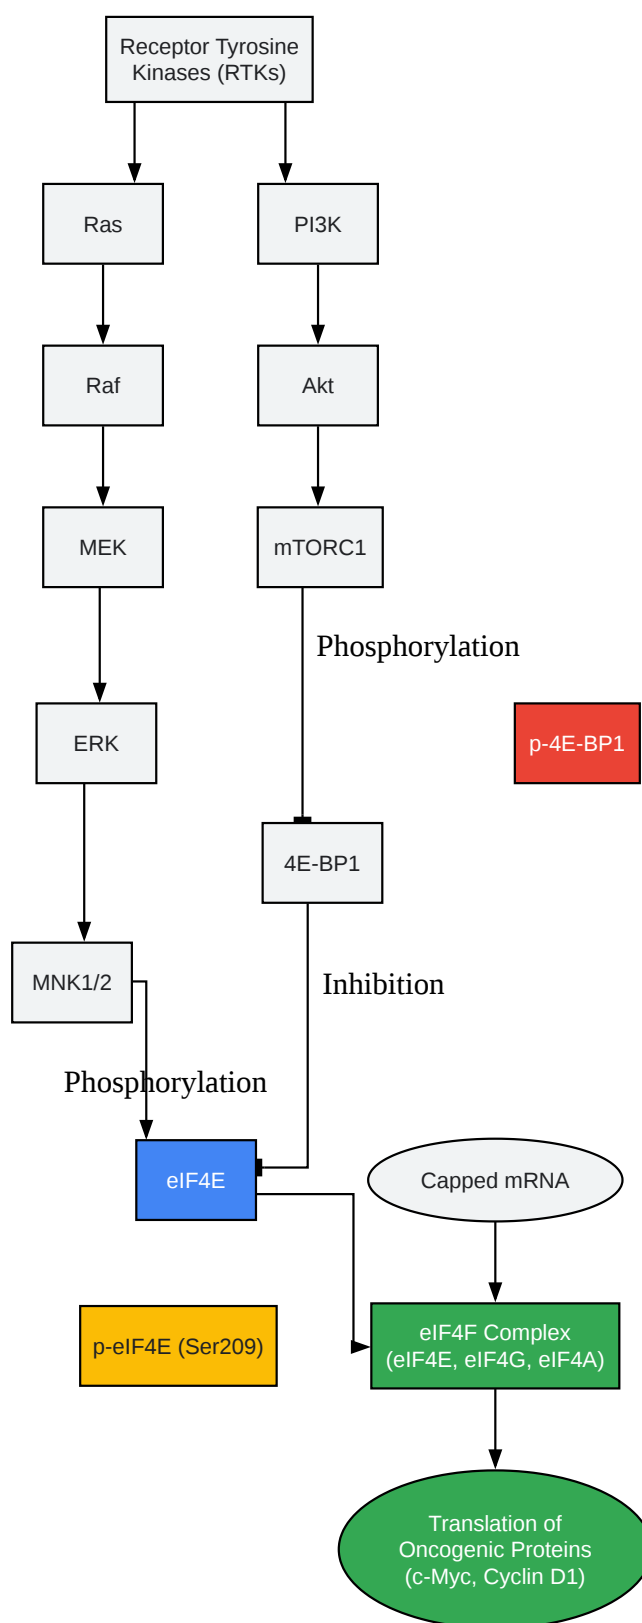 Receptor Tyrosine
Kinases (RTKs)
Ras
PI3K
Raf
Akt
MEK
mTORC1
Phosphorylation
ERK
p-4E-BP1
4E-BP1
MNK1/2
Inhibition
Phosphorylation
eIF4E
Capped mRNA
p-eIF4E (Ser209)
eIF4F Complex
(eIF4E, eIF4G, eIF4A)
Translation of
Oncogenic Proteins
(c-Myc, Cyclin D1)